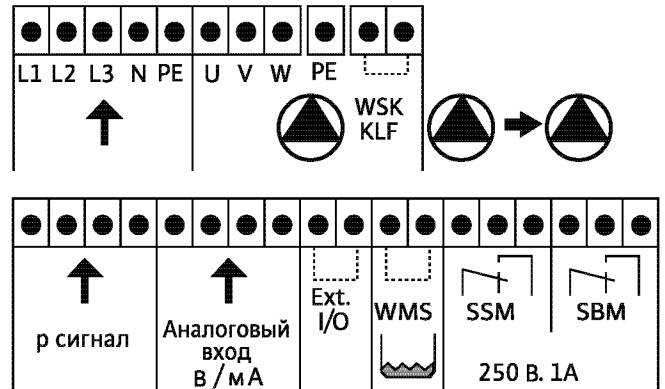 L1 L2 L3 N PE U V W PE
WSK
KLF
р сигнал
Аналоговый
вход
В / мА
Ext.
I/O
WMS
SSM
SBM
250 В. 1А